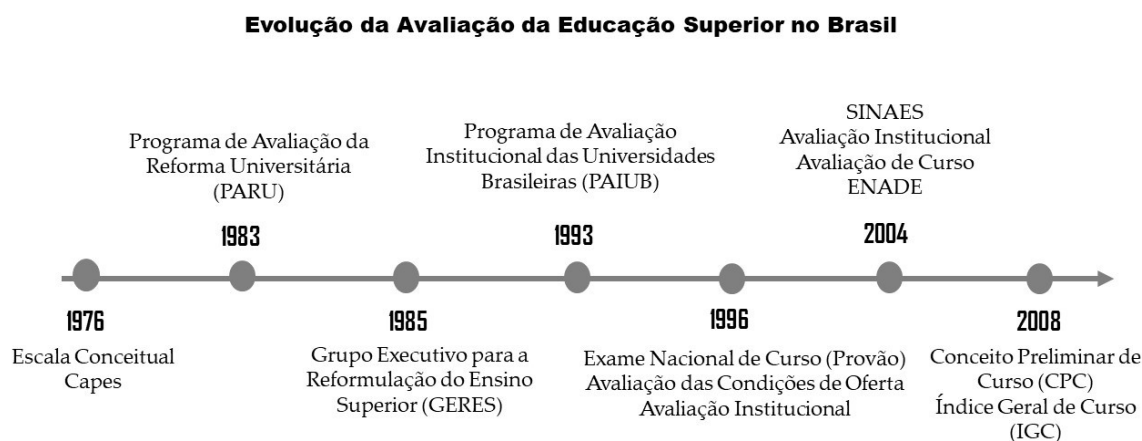 Evolução da Avaliação da Educação Superior no Brasil
Programa de Avaliação da
Reforma Universitária
(PARU)
1983
Programa de Avaliação
Institucional das Universidades
Brasileiras (PAIUB)
1993
SINAES
Avaliação Institucional
Avaliação de Curso
ENADE
2004
1976
Escala Conceitual
Capes
1985
Grupo Executivo para a
Reformulação do Ensino
Superior (GERES)
1996
Exame Nacional de Curso (Provão)
Avaliação das Condições de Oferta
Avaliação Institucional
2008
Conceito Preliminar de
Curso (CPC)
Índice Geral de Curso
(IGC)